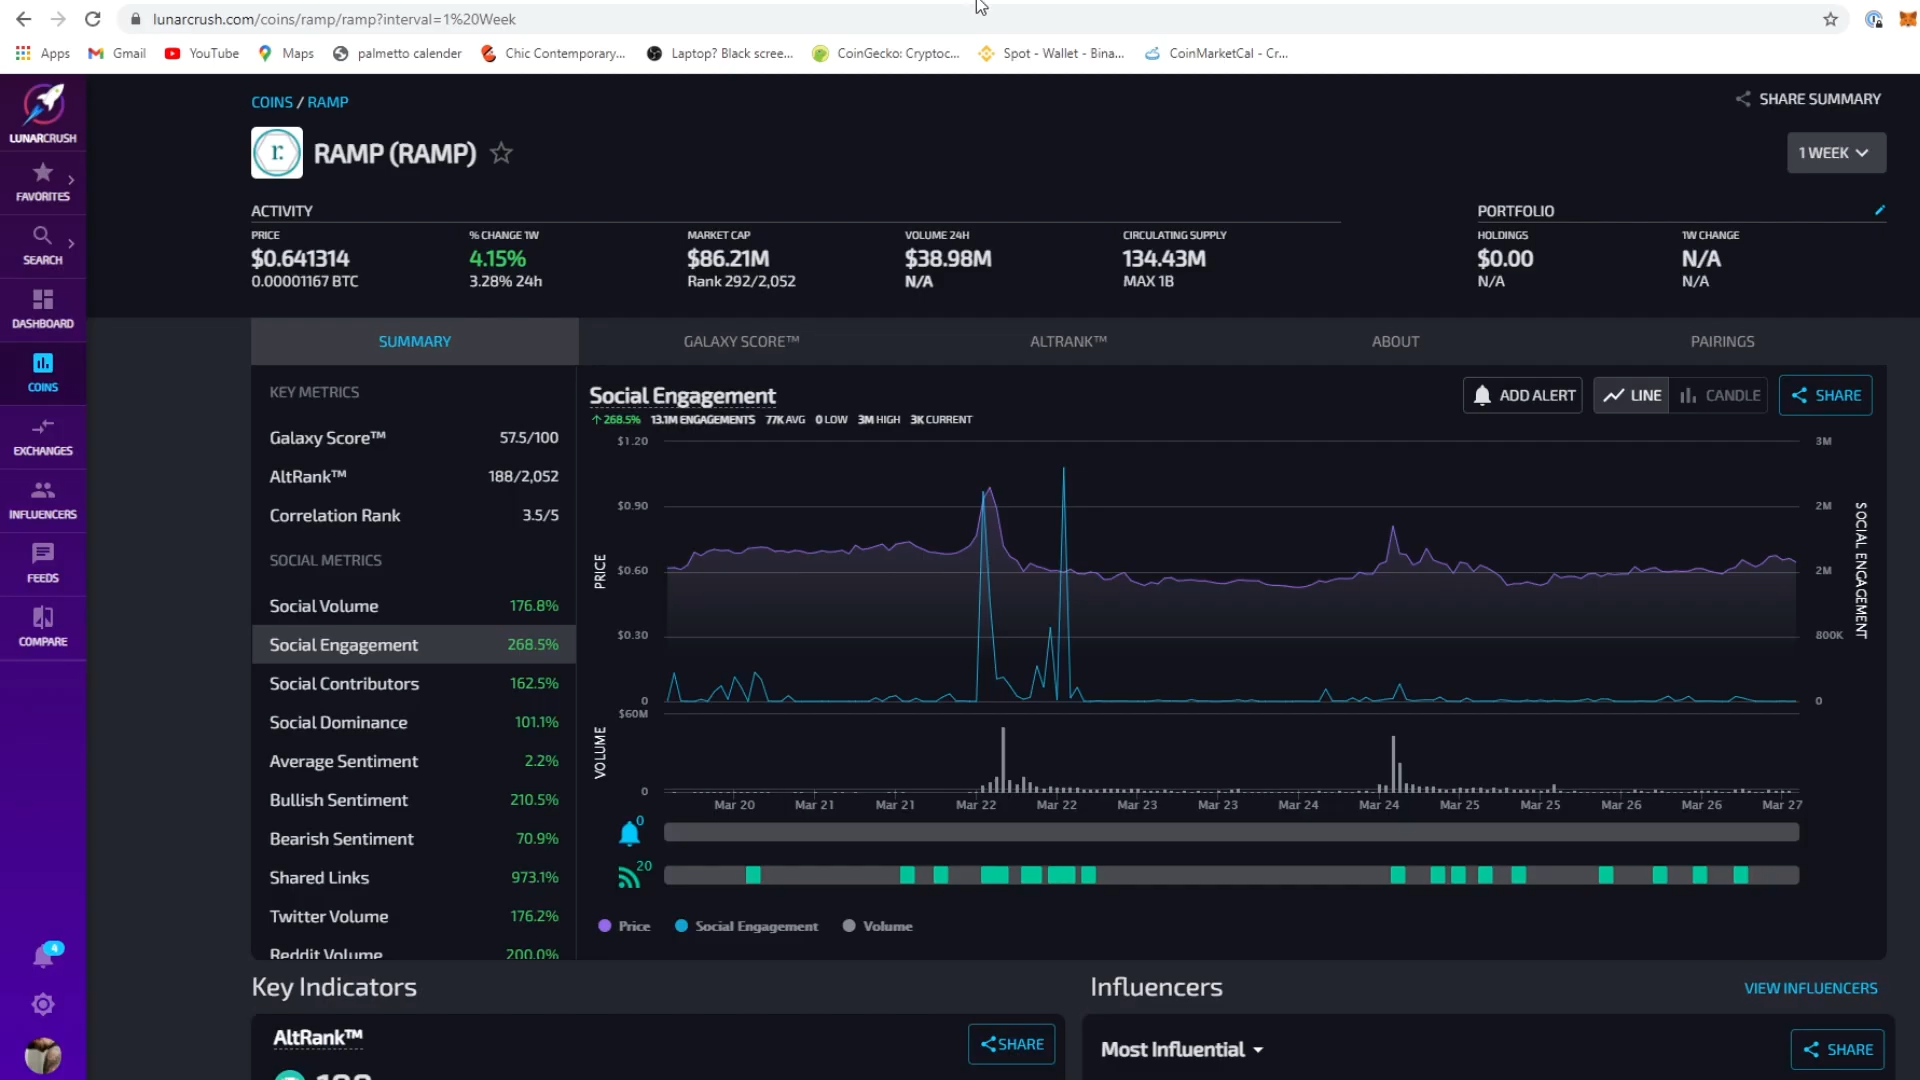 lunarcrush.com/coins/ramp/ramp?interval=1%20Week
Apps Gmail YouTube Maps palmetto calender Chic Contemporary... Laptop? Black scree... CoinGecko: Cryptoc... Spot - Wallet - Bina... CoinMarketCal - Cr...
LUNARCRUSH
FAVORITES
SEARCH
DASHBOARD
COINS
EXCHANGES
INFLUENCERS
FEEDS
COMPARE
4
COINS / RAMP
SHARE SUMMARY
r:
RAMP (RAMP)
1 WEEK
ACTIVITY
PORTFOLIO
PRICE % CHANGE 1W MARKET CAP VOLUME 24H CIRCULATING SUPPLY HOLDINGS 1W CHANGE
$0.641314 4.15% $86.21M $38.98M 134.43M $0.00 N/A
0.00001167 BTC 3.28% 24h Rank 292/2,052 N/A MAX 1B N/A N/A
SUMMARY GALAXY SCORE™ ALTRANK™ ABOUT PAIRINGS
KEY METRICS
Galaxy Score™ 57.5/100
AltRank™ 188/2,052
Correlation Rank 3.5/5
SOCIAL METRICS
Social Volume 176.8%
Social Engagement 268.5%
Social Contributors 162.5%
Social Dominance 101.1%
Average Sentiment 2.2%
Bullish Sentiment 210.5%
Bearish Sentiment 70.9%
Shared Links 973.1%
Twitter Volume 176.2%
Reddit Volume 200.0%
Social Engagement
ADD ALERT LINE CANDLE SHARE
268.5% 13.1M ENGAGEMENTS 77K AVG 0 LOW 3M HIGH 3K CURRENT
$1.20 3M
$0.90 2M
$0.60 2M
$0.30 800K
0 0
PRICE
SOCIAL ENGAGEMENT
$60M
VOLUME
0
Mar 20 Mar 21 Mar 21 Mar 22 Mar 22 Mar 23 Mar 23 Mar 24 Mar 24 Mar 25 Mar 25 Mar 26 Mar 26 Mar 27
0
20
Price Social Engagement Volume
Key Indicators
AltRank™
SHARE
188
Influencers
VIEW INFLUENCERS
Most Influential
SHARE